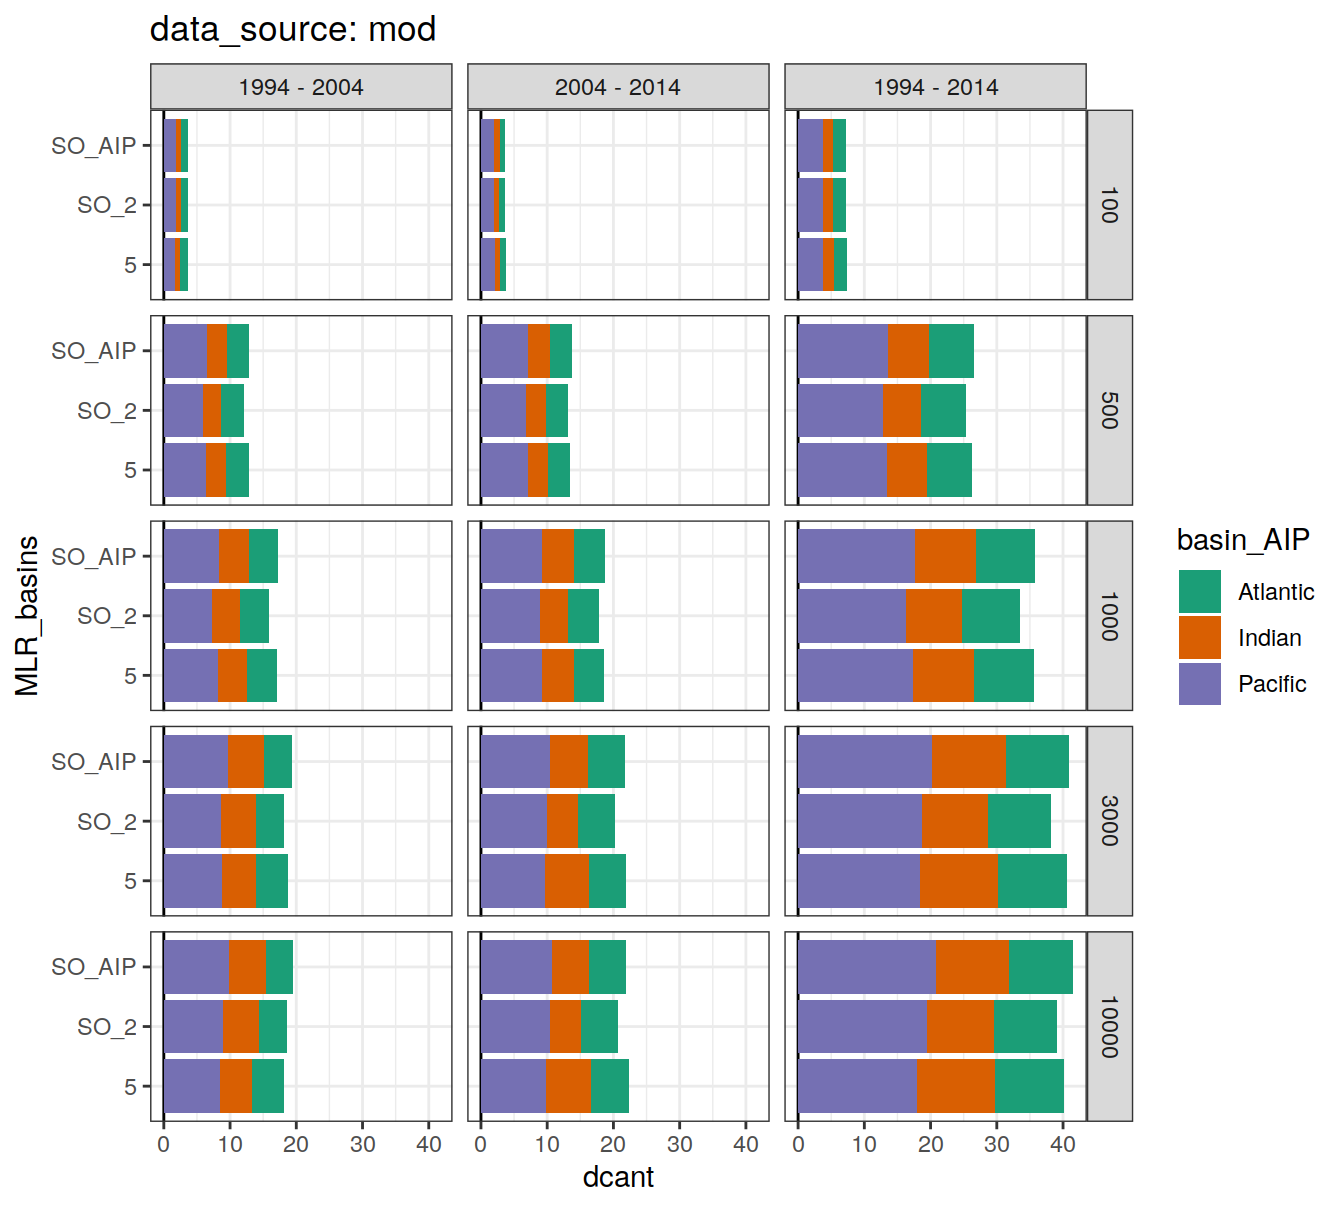 data_source: mod
1994 - 2004
2004 - 2014
1994 - 2014
SO_AIP
SO_2
5
100
SO_AIP
SO_2
5
500
SO_AIP
SO_2
5
1000
SO_AIP
SO_2
5
3000
SO_AIP
SO_2
5
10000
MLR_basins
0 10 20 30 40
0 10 20 30 40
0 10 20 30 40
dcant
basin_AIP
Atlantic
Indian
Pacific